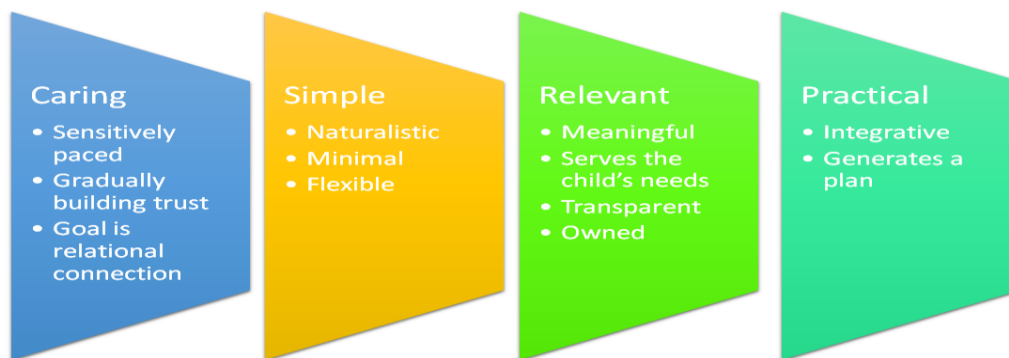 Caring
• Sensitively
paced
• Gradually
building trust
• Goal is
relational
connection
Simple
• Naturalistic
• Minimal
• Flexible
Relevant
• Meaningful
• Serves the
child's needs
• Transparent
• Owned
Practical
• Integrative
• Generates a
plan